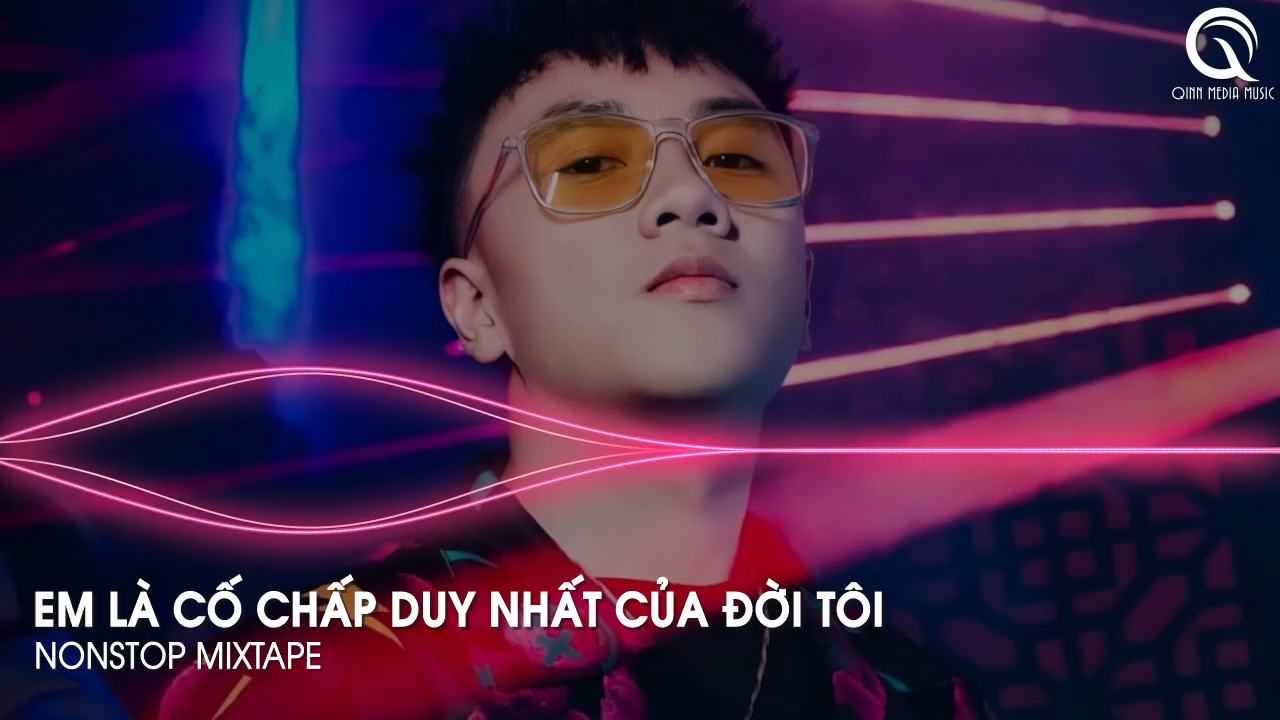 QINN MEDIA MUSIC
EM LÀ CỐ CHẤP DUY NHẤT CỦA ĐỜI TÔI
NONSTOP MIXTAPE